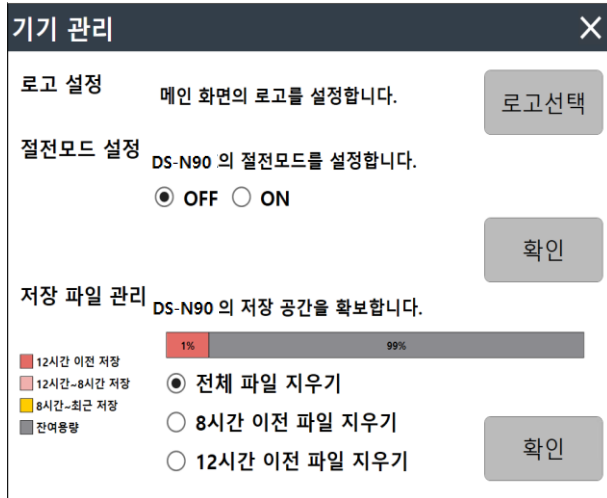 기기 관리
로고 설정
메인 화면의 로고를 설정합니다.
로고선택
절전모드 설정
DS-N90 의 절전모드를 설정합니다.
OFF ON
확인
저장 파일 관리
DS-N90 의 저장 공간을 확보합니다.
1% 99%
12시간 이전 저장
12시간~8시간 저장
8시간~최근 저장
잔여용량
전체 파일 지우기
8시간 이전 파일 지우기
12시간 이전 파일 지우기
확인